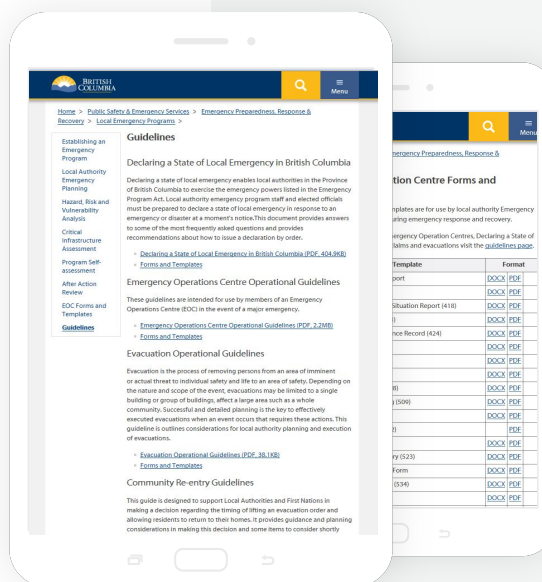 BRITISH
COLUMBIA
Menu
Home > Public Safety & Emergency Services > Emergency Preparedness, Response &
Recovery > Local Emergency Programs >
Establishing an
Emergency
Program
Local Authority
Emergency
Planning
Hazard, Risk and
Vulnerability
Analysis
Critical
Infrastructure
Assessment
Program Self-
assessment
After Action
Review
EOC Forms and
Templates
Guidelines
Guidelines
Declaring a State of Local Emergency in British Columbia
Declaring a state of local emergency enables local authorities in the Province
of British Columbia to exercise the emergency powers listed in the Emergency
Program Act. Local authority emergency program staff and elected officials
must be prepared to declare a state of local emergency in response to an
emergency or disaster at a moment's notice.This document provides answers
to some of the most frequently asked questions and provides
recommendations about how to issue a declaration by order.
Declaring a State of Local Emergency in British Columbia (PDF, 404.9KB)
Forms and Templates
Emergency Operations Centre Operational Guidelines
These guidelines are intended for use by members of an Emergency
Operations Centre (EOC) in the event of a major emergency.
Emergency Operations Centre Operational Guidelines (PDF, 2.2MB)
Forms and Templates
Evacuation Operational Guidelines
Evacuation is the process of removing persons from an area of imminent
or actual threat to individual safety and life to an area of safety. Depending on
the nature and scope of the event, evacuations may be limited to a single
building or group of buildings, affect a large area such as a whole
community. Successful and detailed planning is the key to effectively
executed evacuations when an event occurs that requires these actions. This
guideline is outlines considerations for local authority planning and execution
of evacuations.
Evacuation Operational Guidelines (PDF, 38.1KB)
Forms and Templates
Community Re-entry Guidelines
This guide is designed to support Local Authorities and First Nations in
making a decision regarding the timing of lifting an evacuation order and
allowing residents to return to their homes. It provides guidance and planning
considerations in making this decision and some items to consider shortly
Menu
ergency Preparedness, Response &
tion Centre Forms and
mplates are for use by local authority Emergency
uring emergency response and recovery.
ergency Operation Centres, Declaring a State of
laims and evacuations visit the guidelines page.
Template Format
port DOCX PDF
DOCX PDF
Situation Report (418) DOCX PDF
) DOCX PDF
nce Record (424) DOCX PDF
DOCX PDF
DOCX PDF
DOCX PDF
8) DOCX PDF
g (509) DOCX PDF
DOCX PDF
2) PDF
DOCX PDF
ry (523) DOCX PDF
Form DOCX PDF
(534) DOCX PDF
DOCX PDF